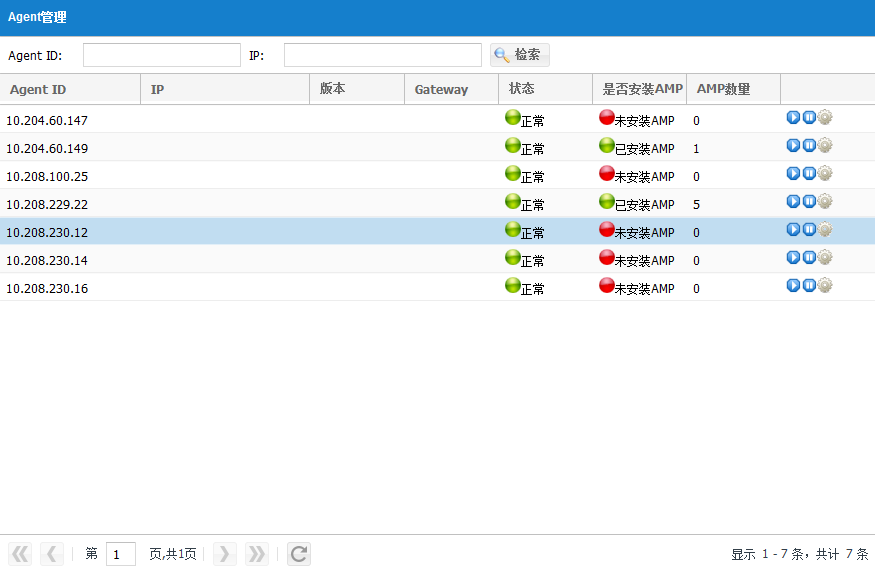 Agent管理
Agent ID: IP: 检索
Agent ID IP 版本 Gateway 状态 是否安装AMP AMP数量
10.204.60.147 正常 未安装AMP 0
10.204.60.149 正常 已安装AMP 1
10.208.100.25 正常 未安装AMP 0
10.208.229.22 正常 已安装AMP 5
10.208.230.12 正常 未安装AMP 0
10.208.230.14 正常 未安装AMP 0
10.208.230.16 正常 未安装AMP 0
第 1 页,共1页 显示 1 - 7 条，共计 7 条